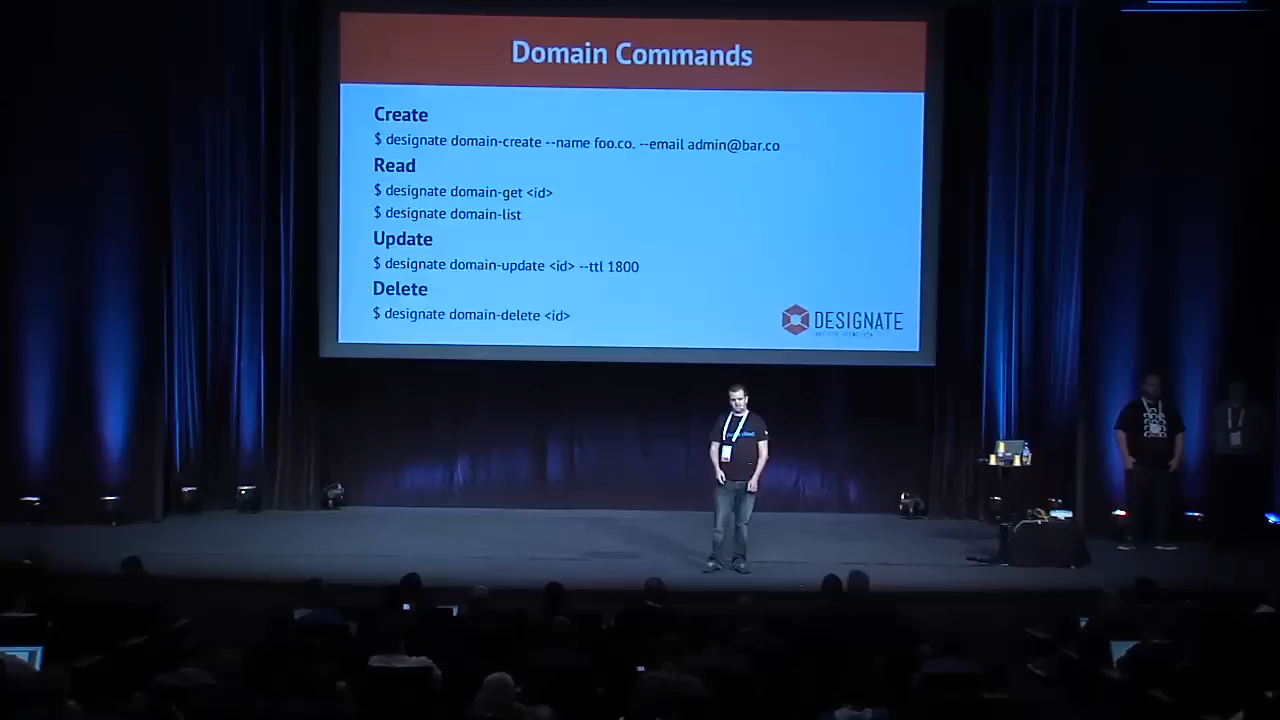 Domain Commands
Create
$ designate domain-create --name foo.co. --email admin@bar.co
Read
$ designate domain-get <id>
$ designate domain-list
Update
$ designate domain-update <id> --ttl 1800
Delete
$ designate domain-delete <id>
DESIGNATE